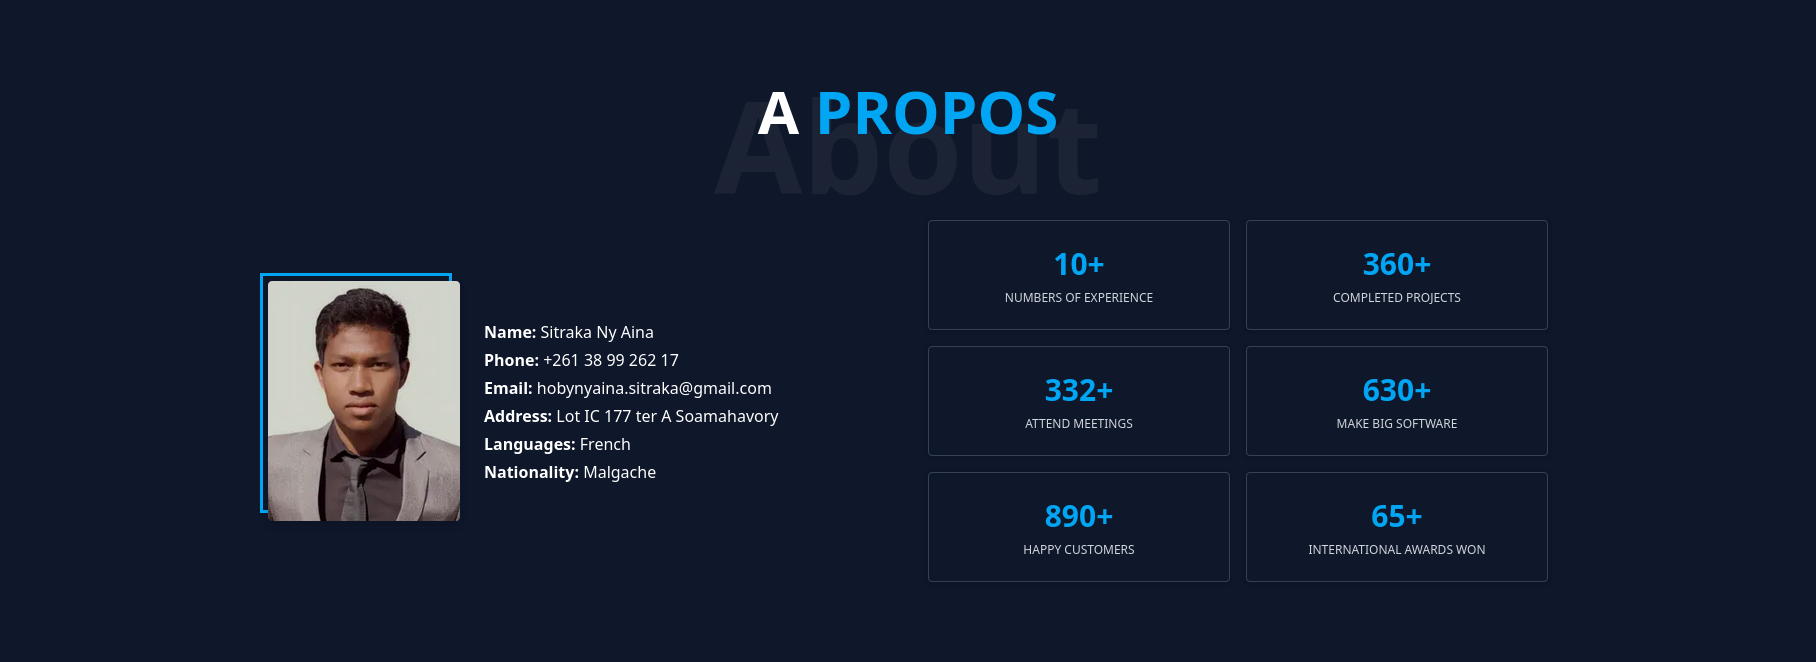 About
A PROPOS
Name: Sitraka Ny Aina
Phone: +261 38 99 262 17
Email: hobynyaina.sitraka@gmail.com
Address: Lot IC 177 ter A Soamahavory
Languages: French
Nationality: Malgache
10+
NUMBERS OF EXPERIENCE
360+
COMPLETED PROJECTS
332+
ATTEND MEETINGS
630+
MAKE BIG SOFTWARE
890+
HAPPY CUSTOMERS
65+
INTERNATIONAL AWARDS WON